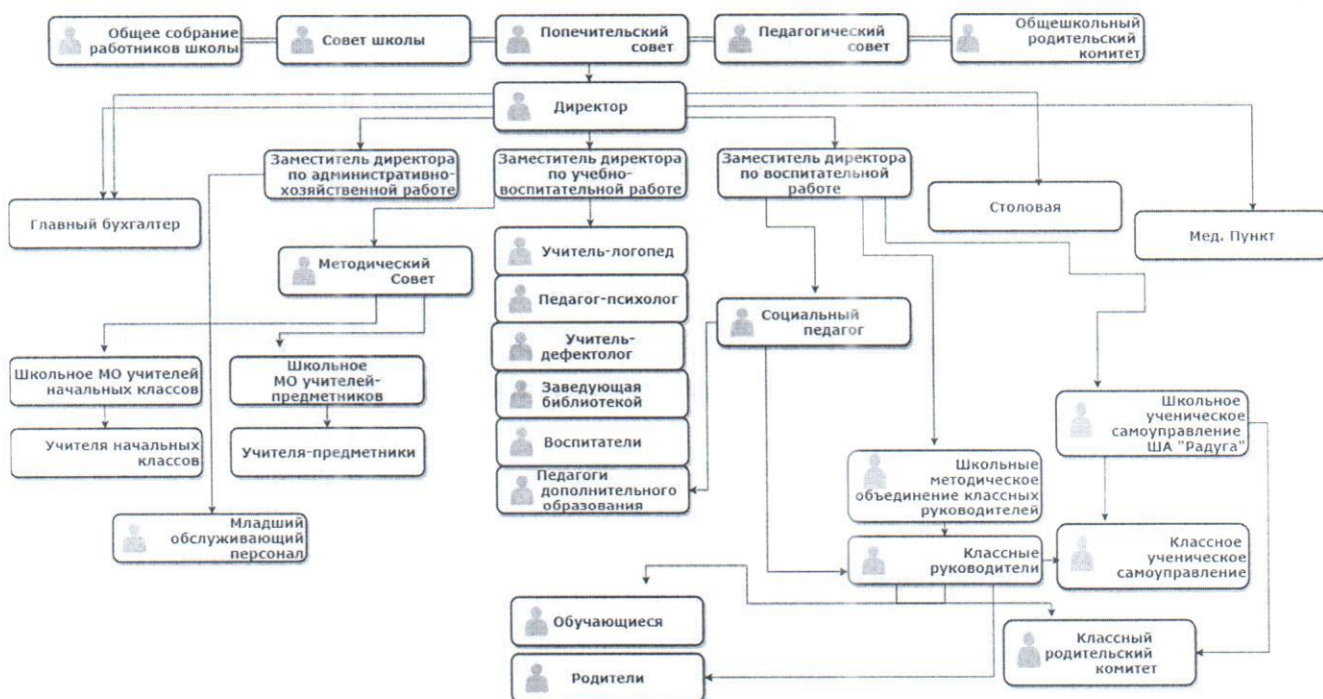 Общее собрание
работников школы
Совет школы
Попечительский
совет
Педагогический
совет
Общешкольный
родительский
комитет
Директор
Заместитель директора
по административно-
хозяйственной работе
Заместитель директора
по учебно-
воспитательной работе
Заместитель директора
по воспитательной
работе
Главный бухгалтер
Столовая
Мед. Пункт
Методический
Совет
Учитель-логопед
Педагог-психолог
Учитель-
дефектолог
Заведующая
библиотекой
Воспитатели
Педагоги
дополнительного
образования
Социальный
педагог
Школьное МО учителей
начальных классов
Школьное
МО учителей-
предметников
Учителя начальных
классов
Учителя-предметники
Младший
обслуживающий
персонал
Школьное
ученическое
самоуправление
ША "Радуга"
Школьные
методическое
объединение классных
руководителей
Классные
руководители
Классное
ученическое
самоуправление
Обучающиеся
Родители
Классный
родительский
комитет